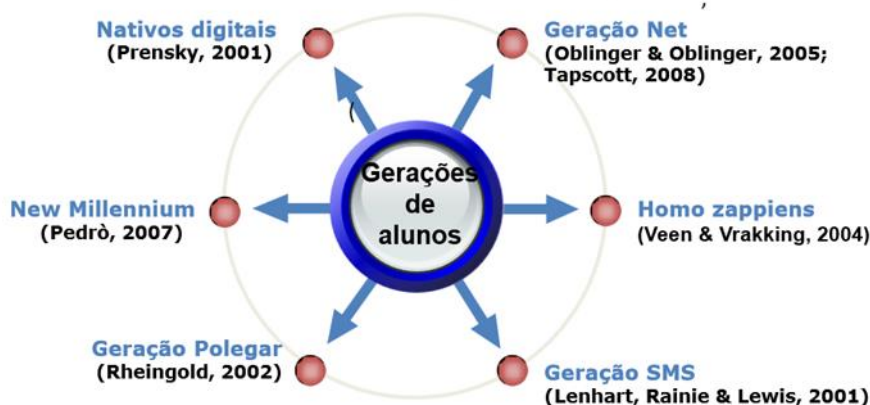 Nativos digitais
(Prensky, 2001)
Geração Net
(Oblinger & Oblinger, 2005;
Tapscott, 2008)
New Millennium
(Pedrò, 2007)
Gerações
de
alunos
Homo zappiens
(Veen & Vrakking, 2004)
Geração Polegar
(Rheingold, 2002)
Geração SMS
(Lenhart, Rainie & Lewis, 2001)